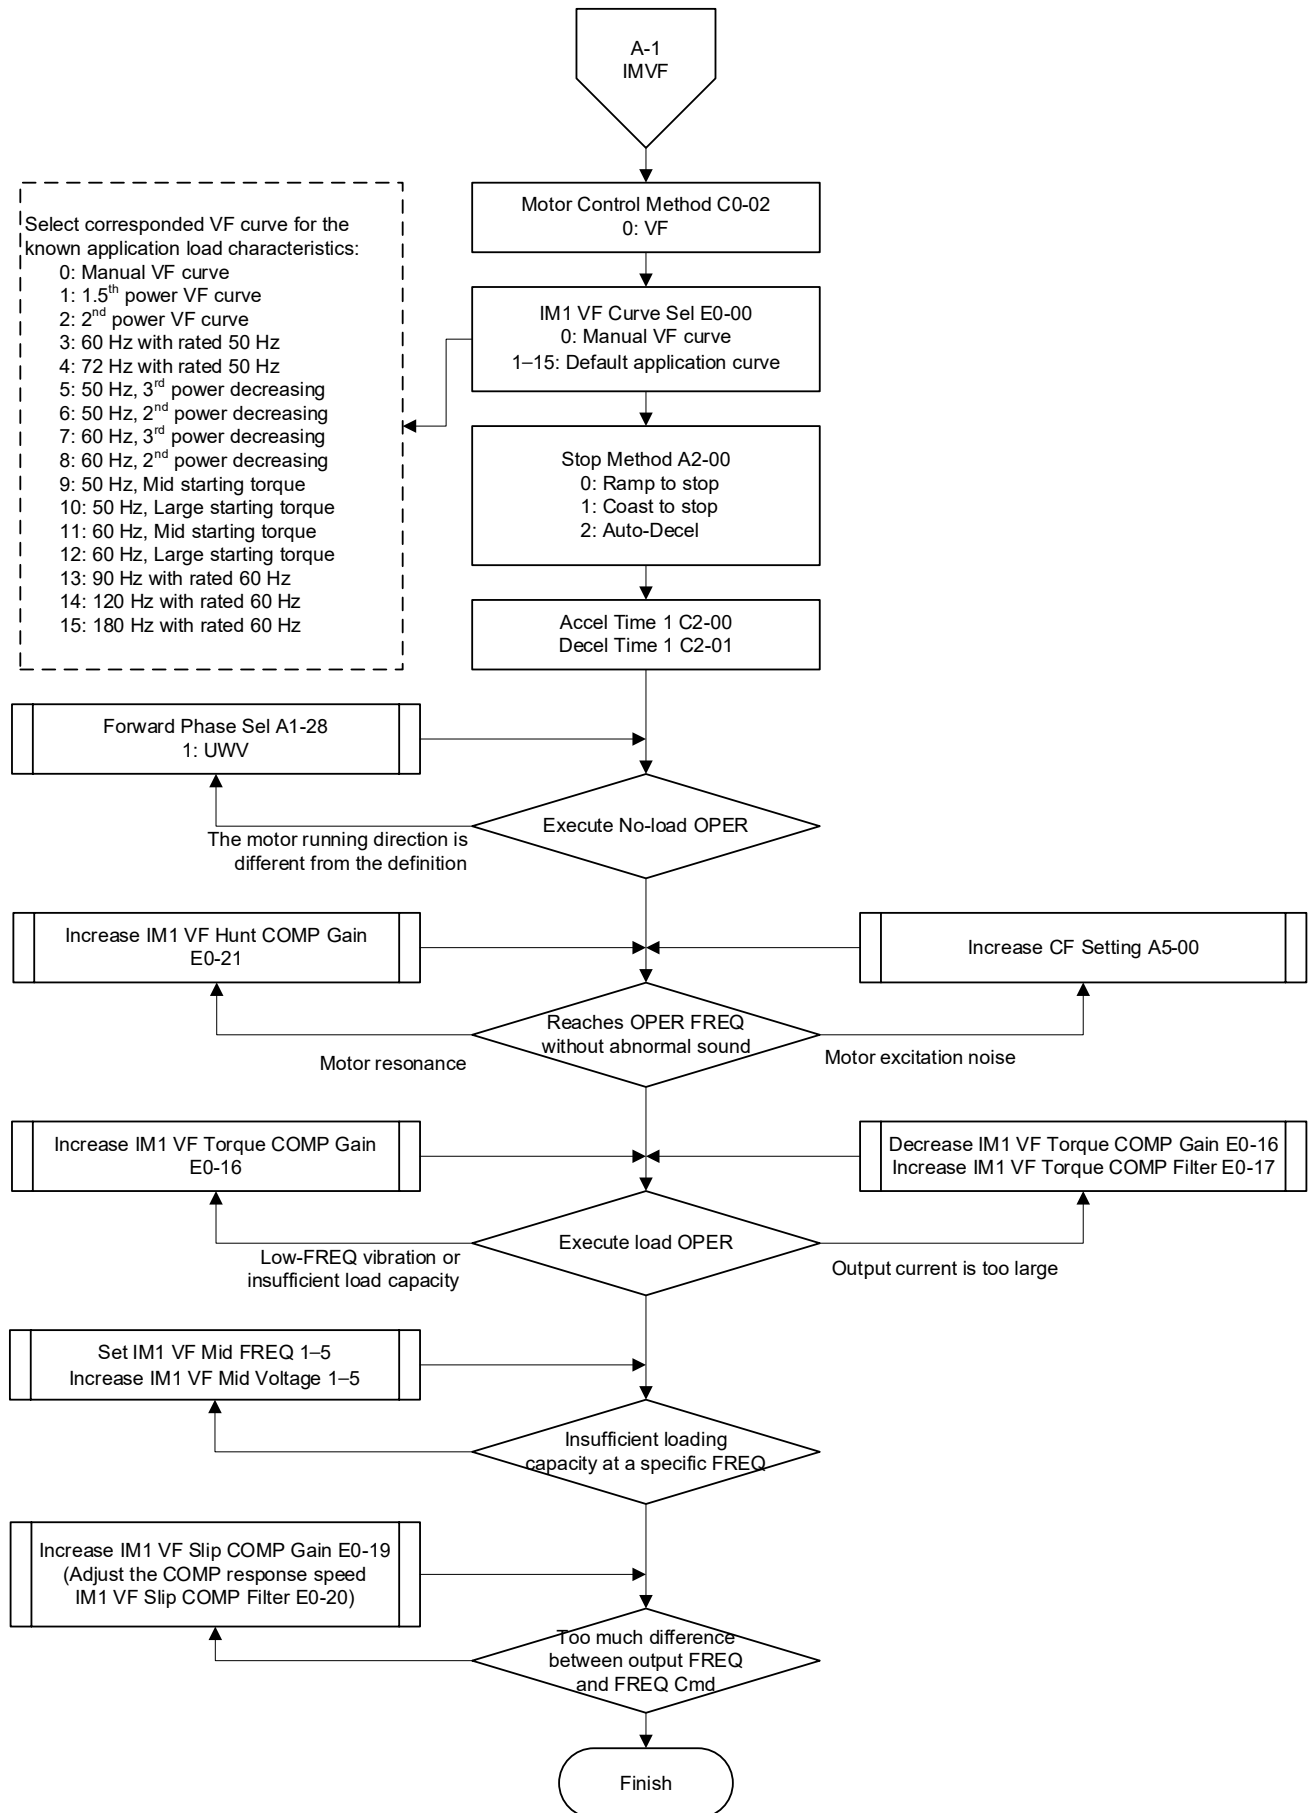 A-1
IMVF
Motor Control Method C0-02
0: VF
Select corresponded VF curve for the
known application load characteristics:
0: Manual VF curve
1: 1.5th power VF curve
2: 2nd power VF curve
3: 60 Hz with rated 50 Hz
4: 72 Hz with rated 50 Hz
5: 50 Hz, 3rd power decreasing
6: 50 Hz, 2nd power decreasing
7: 60 Hz, 3rd power decreasing
8: 60 Hz, 2nd power decreasing
9: 50 Hz, Mid starting torque
10: 50 Hz, Large starting torque
11: 60 Hz, Mid starting torque
12: 60 Hz, Large starting torque
13: 90 Hz with rated 60 Hz
14: 120 Hz with rated 60 Hz
15: 180 Hz with rated 60 Hz
IM1 VF Curve Sel E0-00
0: Manual VF curve
1–15: Default application curve
Stop Method A2-00
0: Ramp to stop
1: Coast to stop
2: Auto-Decel
Accel Time 1 C2-00
Decel Time 1 C2-01
Forward Phase Sel A1-28
1: UWV
Execute No-load OPER
The motor running direction is
different from the definition
Increase IM1 VF Hunt COMP Gain
E0-21
Increase CF Setting A5-00
Reaches OPER FREQ
without abnormal sound
Motor resonance
Motor excitation noise
Increase IM1 VF Torque COMP Gain
E0-16
Decrease IM1 VF Torque COMP Gain E0-16
Increase IM1 VF Torque COMP Filter E0-17
Execute load OPER
Low-FREQ vibration or
insufficient load capacity
Output current is too large
Set IM1 VF Mid FREQ 1–5
Increase IM1 VF Mid Voltage 1–5
Insufficient loading
capacity at a specific FREQ
Increase IM1 VF Slip COMP Gain E0-19
(Adjust the COMP response speed
IM1 VF Slip COMP Filter E0-20)
Too much difference
between output FREQ
and FREQ Cmd
Finish